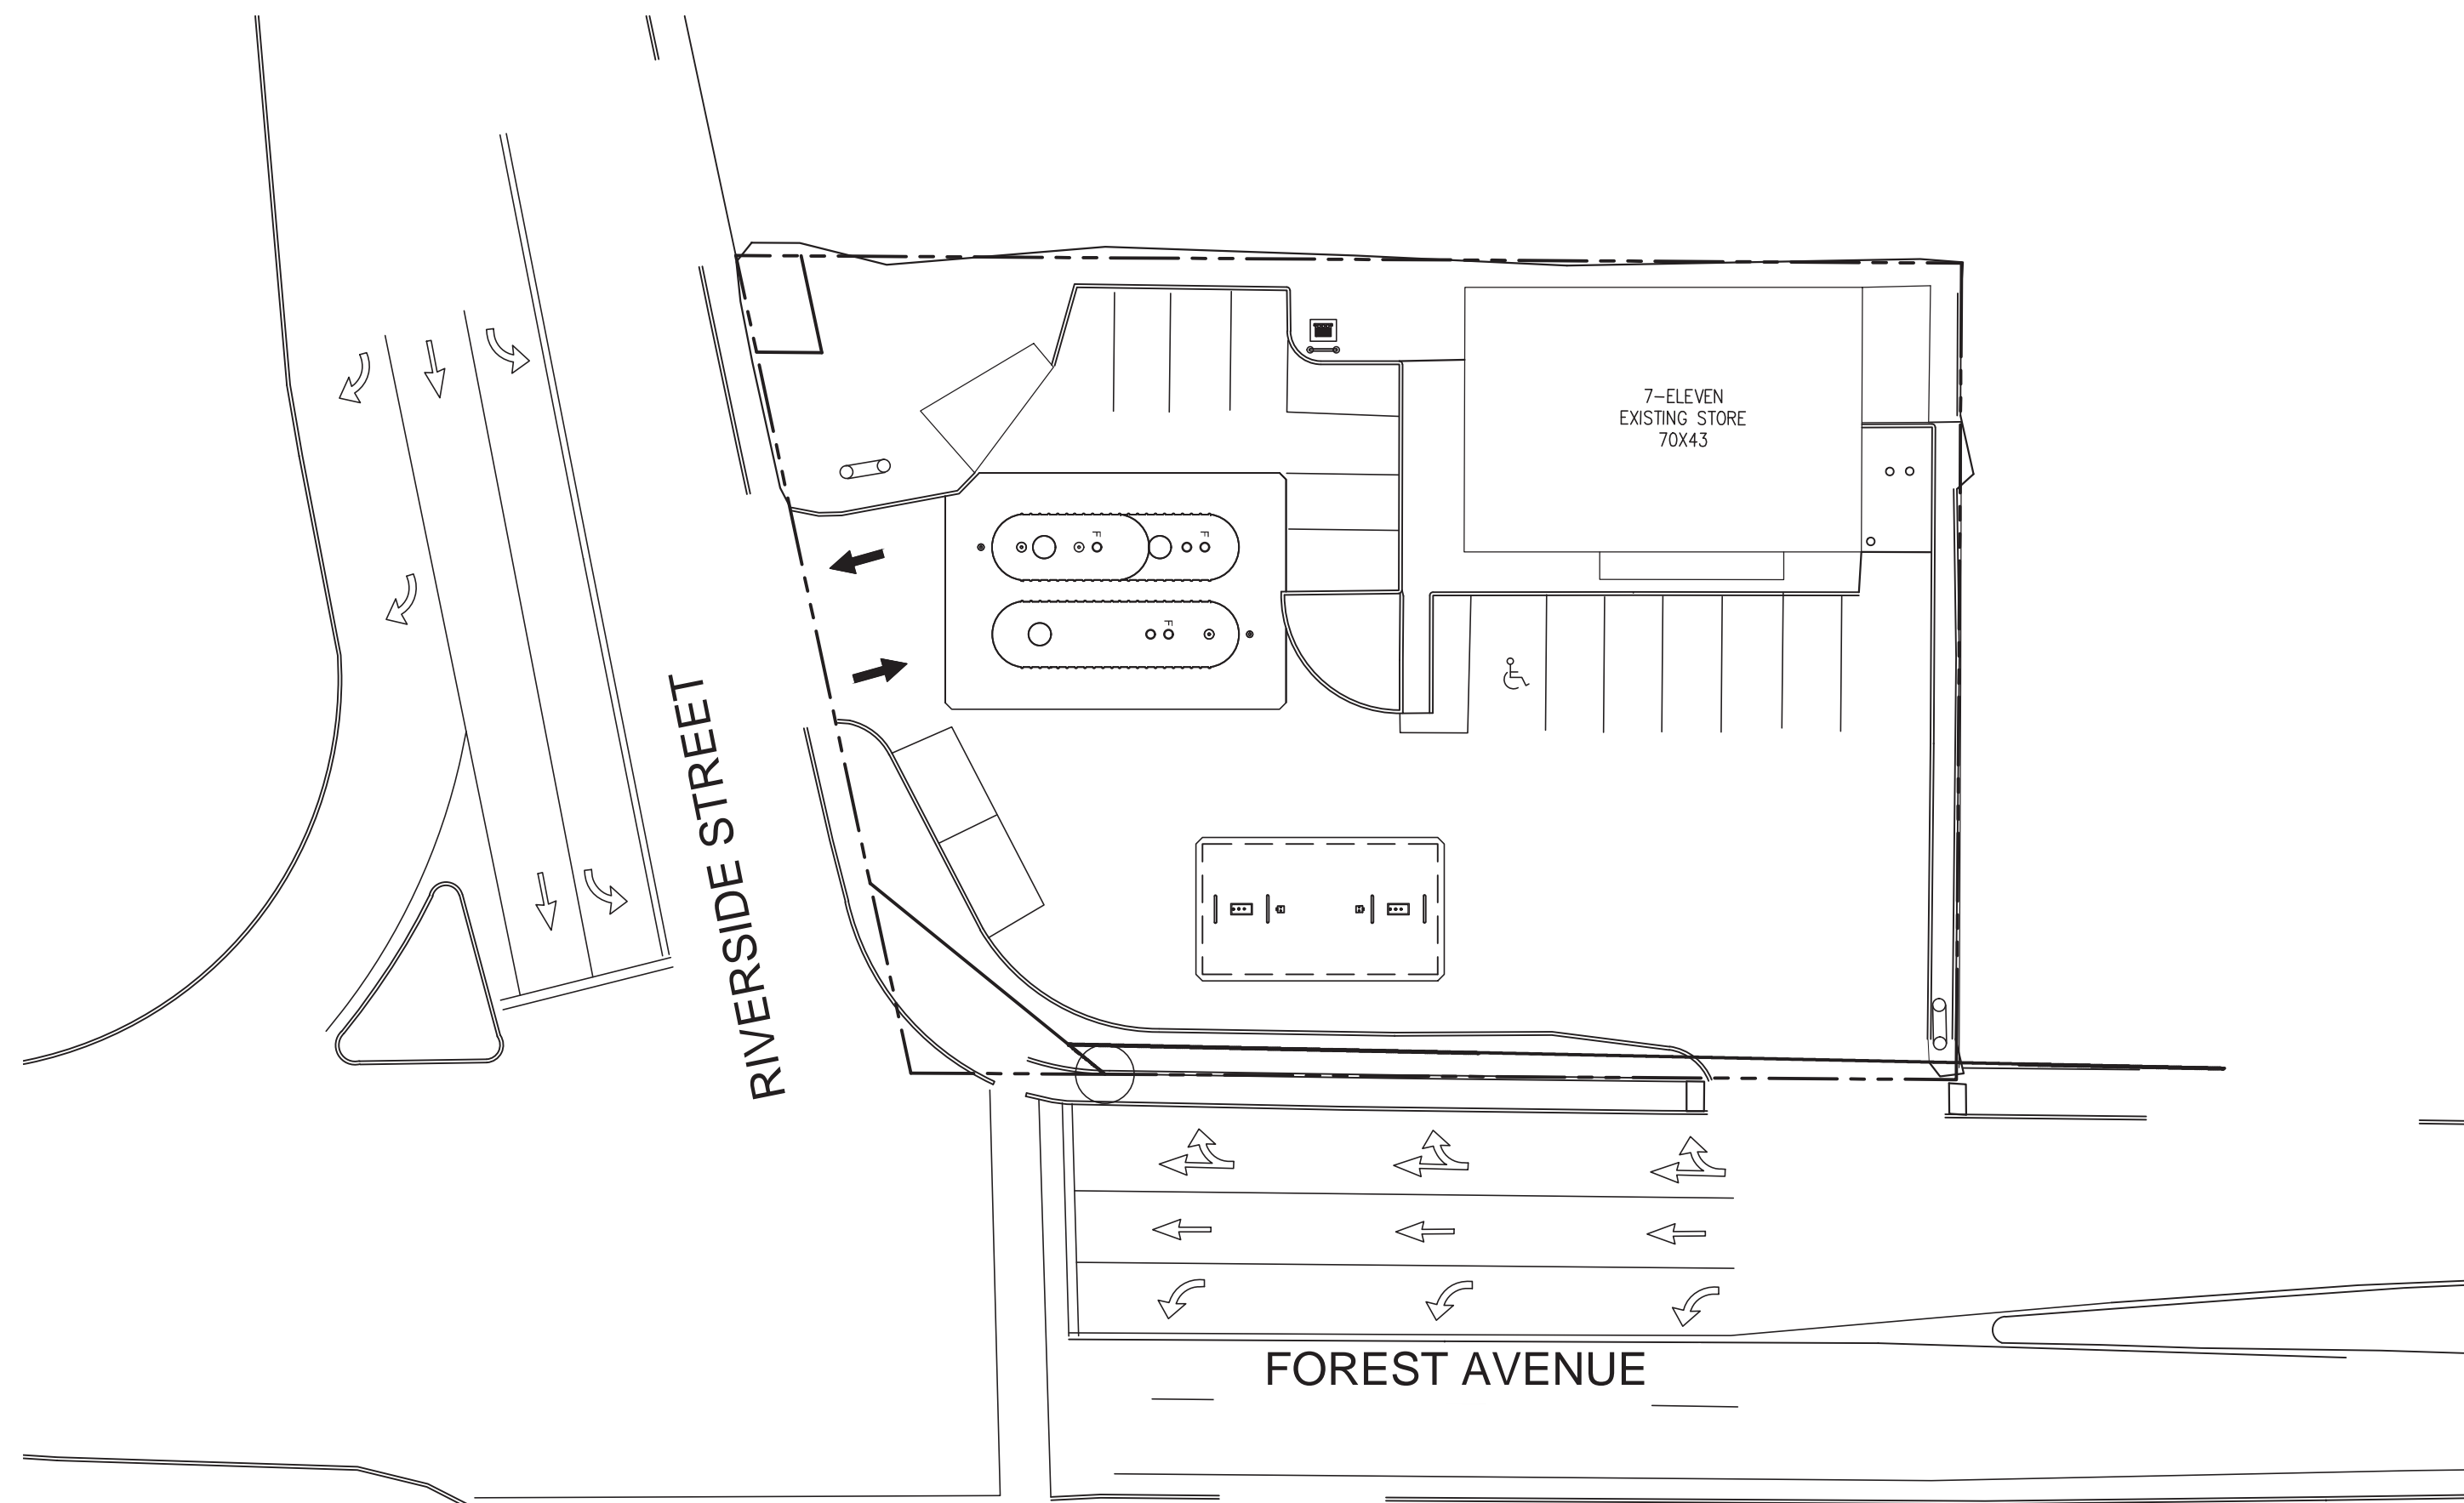 7-ELEVEN
EXISTING STORE
70X43
F
F
F
RIVERSIDE STREET
FOREST AVENUE